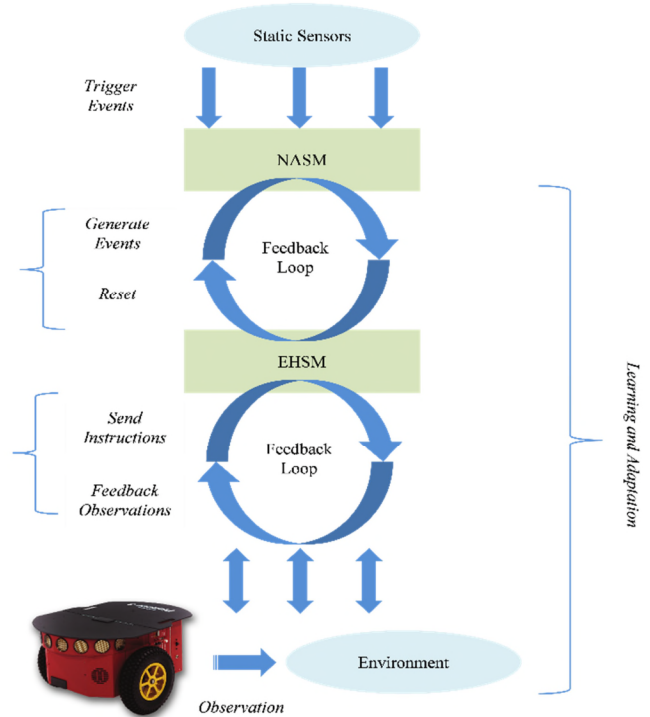 Static Sensors
Trigger
Events
NASM
Generate
Events
Feedback
Loop
Reset
EHSM
Send
Instructions
Feedback
Loop
Feedback
Observations
Learning and Adaptation
Environment
Observation